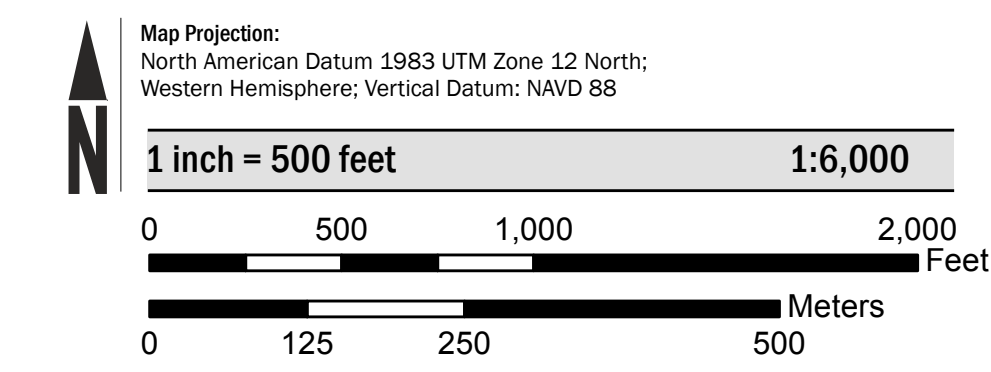 N
Map Projection:
North American Datum 1983 UTM Zone 12 North;
Western Hemisphere; Vertical Datum: NAVD 88
1 inch = 500 feet 1:6,000
0 500 1,000 2,000
Feet
Meters
0 125 250 500